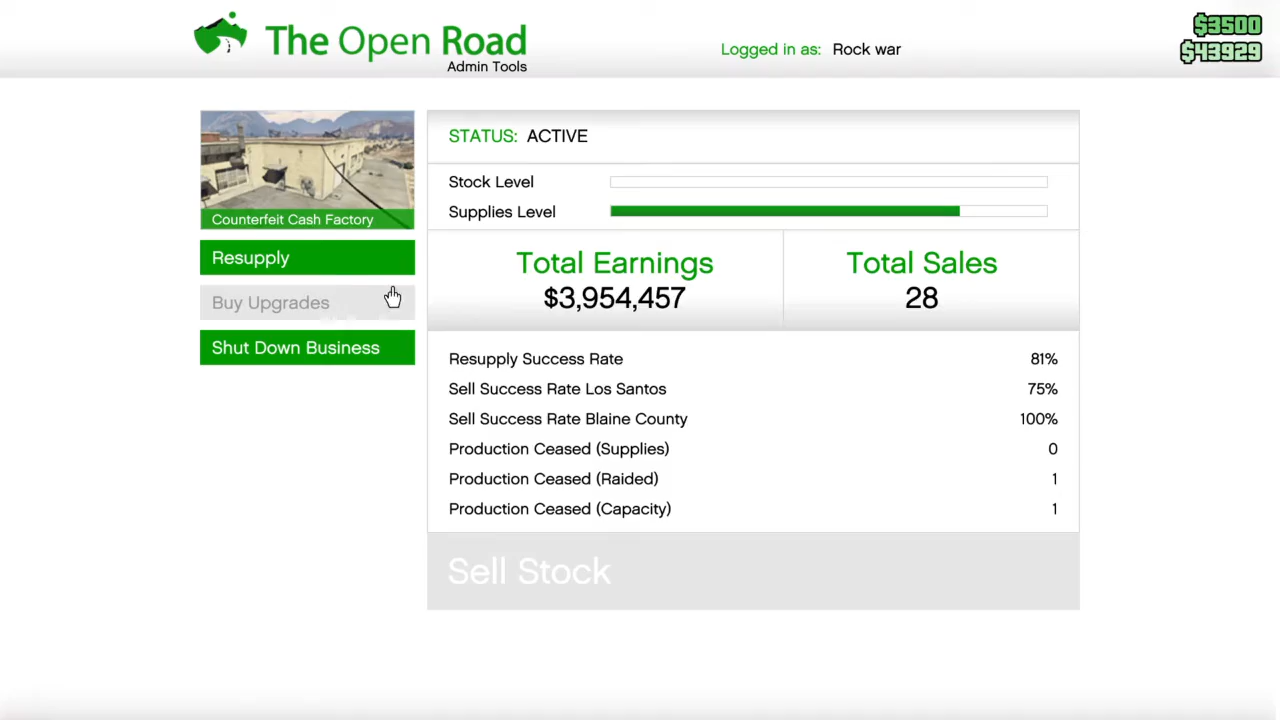 The Open Road
Admin Tools
Logged in as: Rock war
$3500
$43929
Counterfeit Cash Factory
Resupply
Buy Upgrades
Shut Down Business
STATUS: ACTIVE
Stock Level
Supplies Level
Total Earnings
$3,954,457
Total Sales
28
Resupply Success Rate 81%
Sell Success Rate Los Santos 75%
Sell Success Rate Blaine County 100%
Production Ceased (Supplies) 0
Production Ceased (Raided) 1
Production Ceased (Capacity) 1
Sell Stock